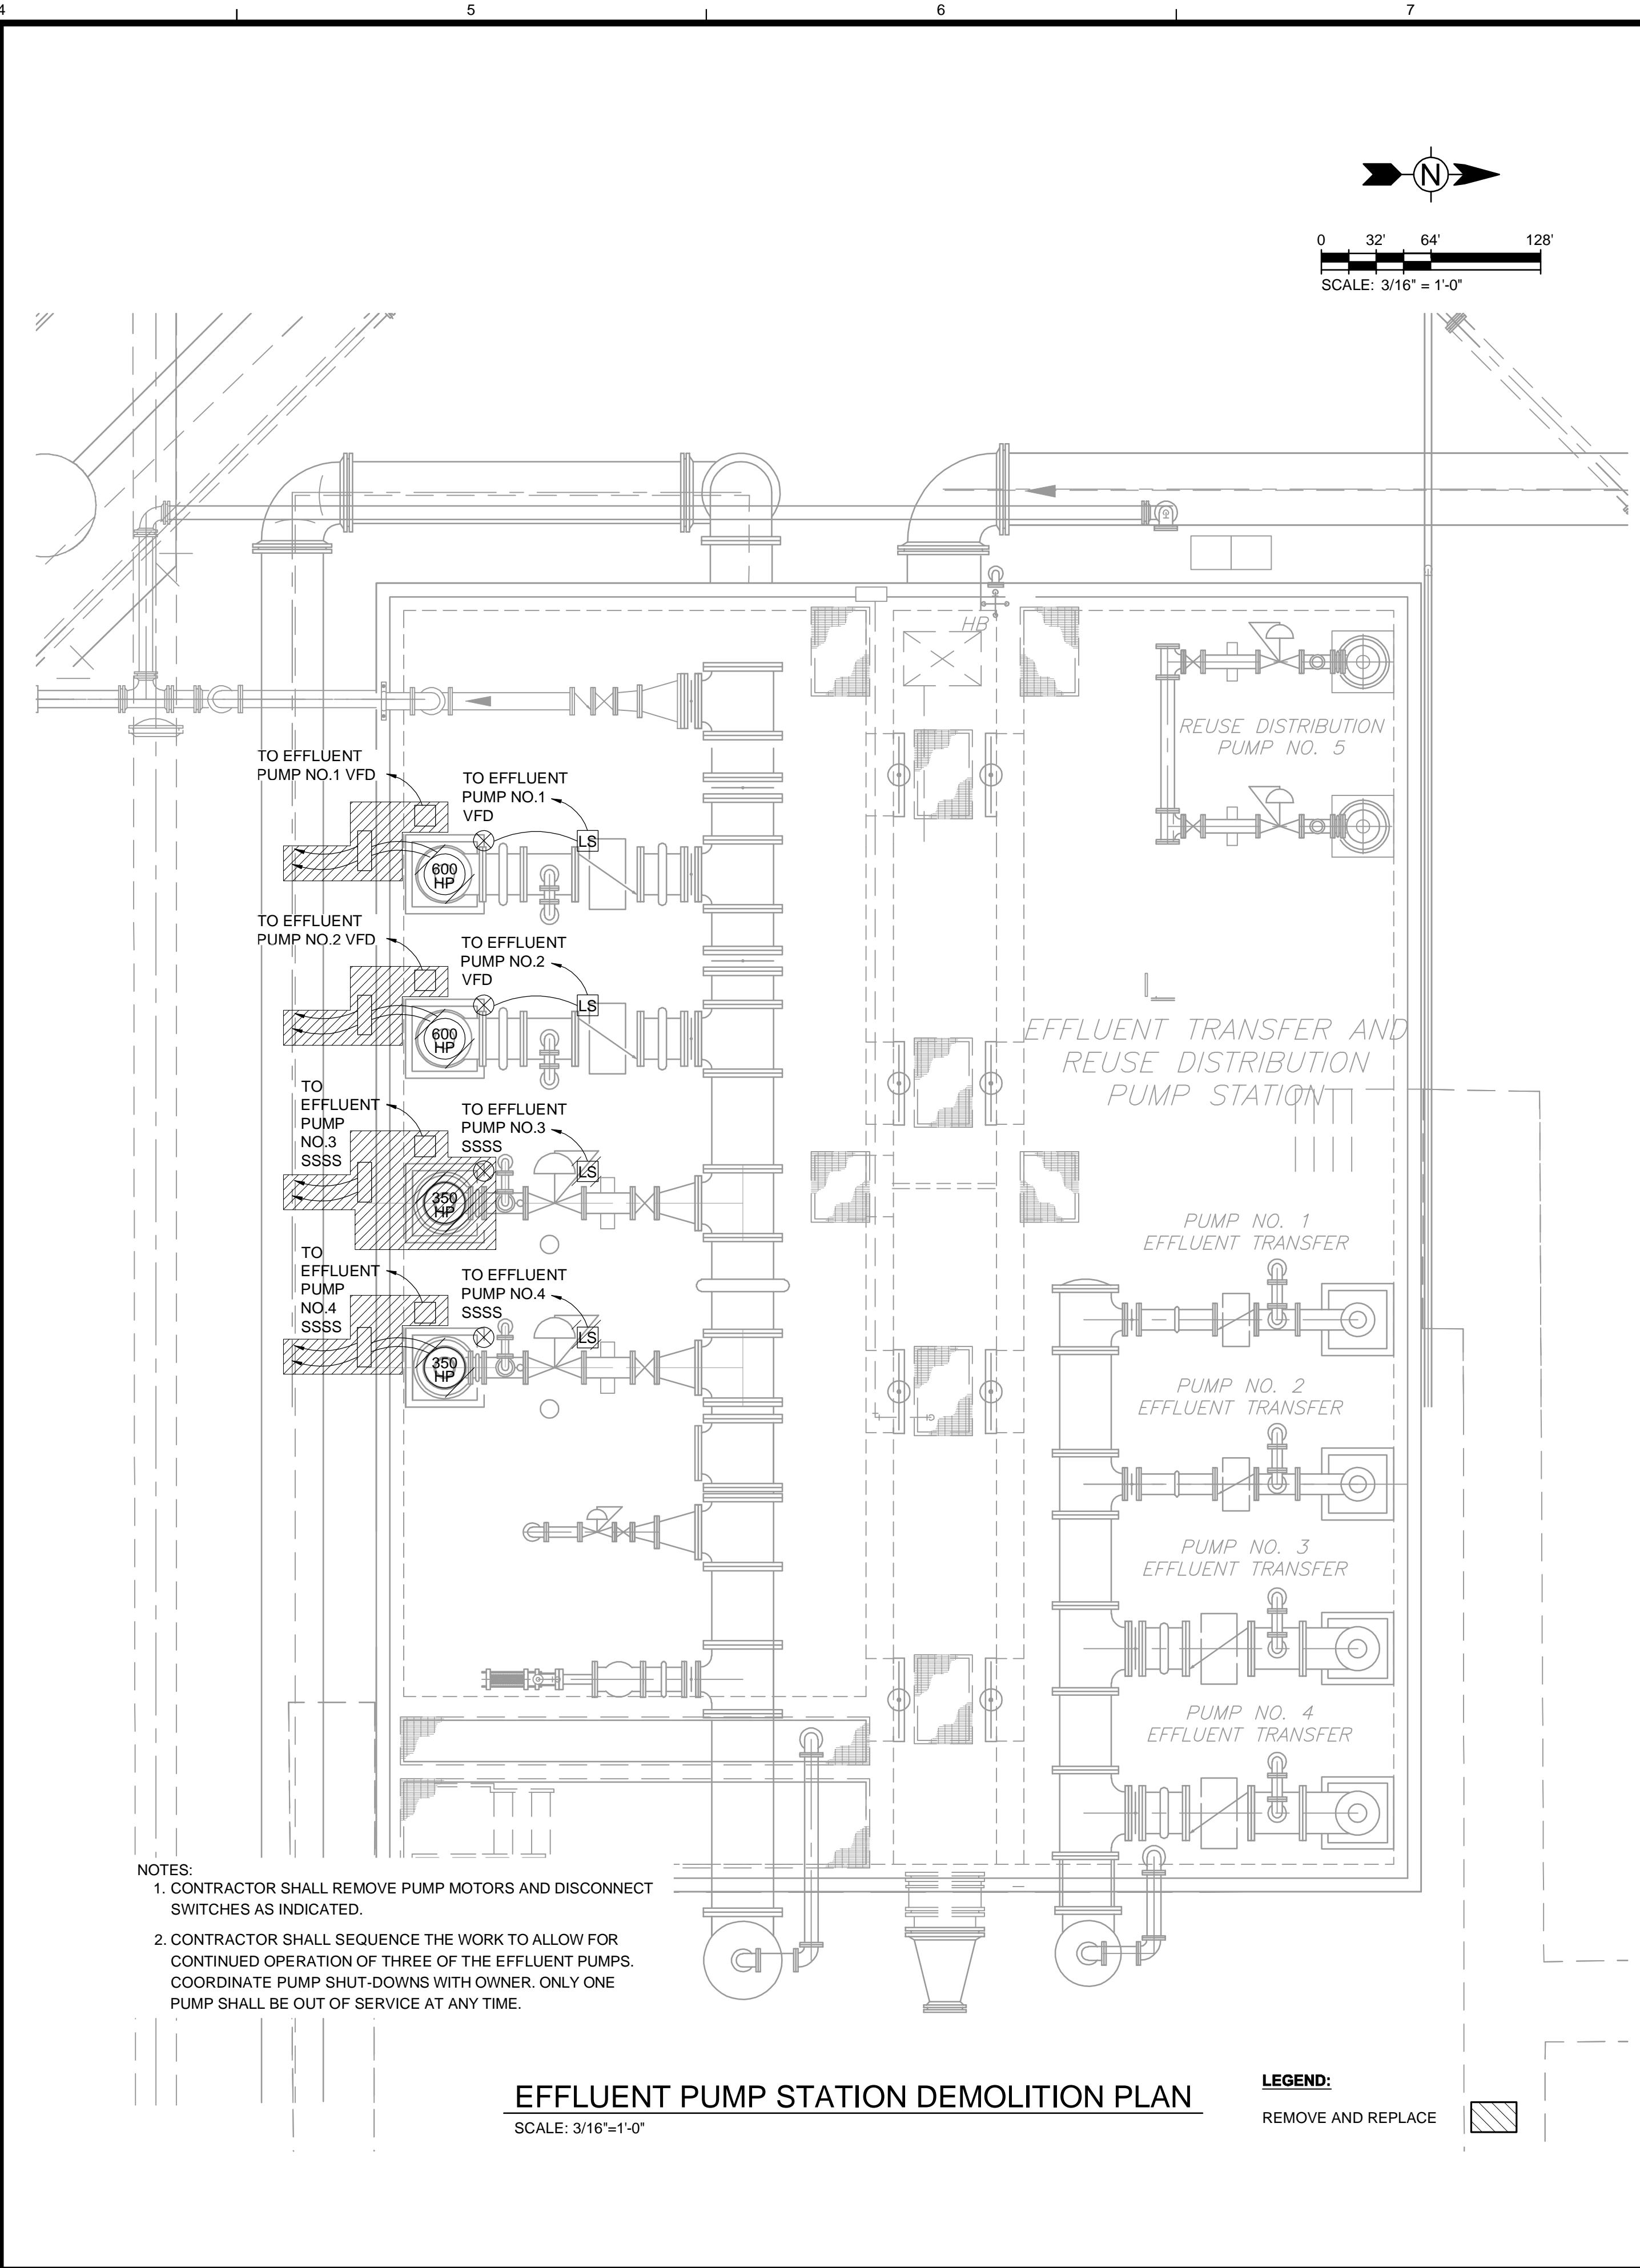 4
5
6
7
N
0 32' 64' 128'
SCALE: 3/16" = 1'-0"
HB
REUSE DISTRIBUTION
PUMP NO. 5
TO EFFLUENT
PUMP NO.1 VFD
TO EFFLUENT
PUMP NO.1
VFD
LS
600
HP
TO EFFLUENT
PUMP NO.2 VFD
TO EFFLUENT
PUMP NO.2
VFD
LS
600
HP
EFFLUENT TRANSFER AND
REUSE DISTRIBUTION
PUMP STATION
TO
EFFLUENT
PUMP
NO.3
SSSS
TO EFFLUENT
PUMP NO.3
SSSS
LS
350
HP
PUMP NO. 1
EFFLUENT TRANSFER
TO
EFFLUENT
PUMP
NO.4
SSSS
TO EFFLUENT
PUMP NO.4
SSSS
LS
350
HP
PUMP NO. 2
EFFLUENT TRANSFER
PUMP NO. 3
EFFLUENT TRANSFER
PUMP NO. 4
EFFLUENT TRANSFER
NOTES:
1. CONTRACTOR SHALL REMOVE PUMP MOTORS AND DISCONNECT
SWITCHES AS INDICATED.
2. CONTRACTOR SHALL SEQUENCE THE WORK TO ALLOW FOR
CONTINUED OPERATION OF THREE OF THE EFFLUENT PUMPS.
COORDINATE PUMP SHUT-DOWNS WITH OWNER. ONLY ONE
PUMP SHALL BE OUT OF SERVICE AT ANY TIME.
EFFLUENT PUMP STATION DEMOLITION PLAN
SCALE: 3/16"=1'-0"
LEGEND:
REMOVE AND REPLACE